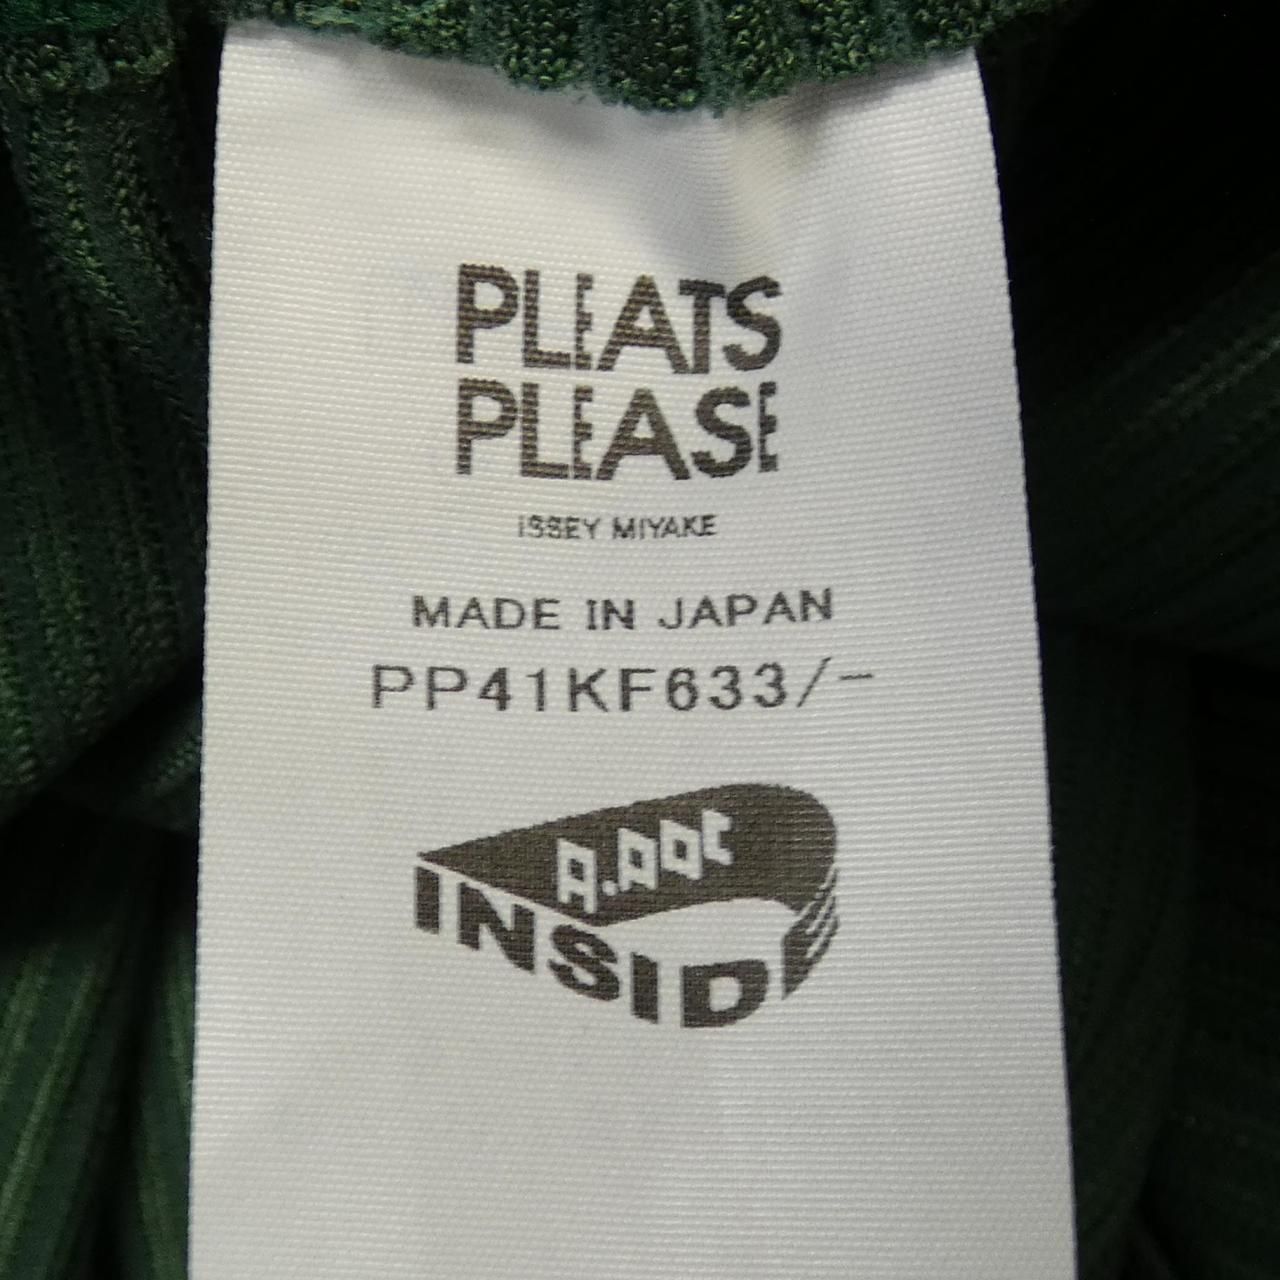 PLEATS
PLEASE
ISSEY MIYAKE
MADE IN JAPAN
PP41KF633/-
A.POC
INSIDE